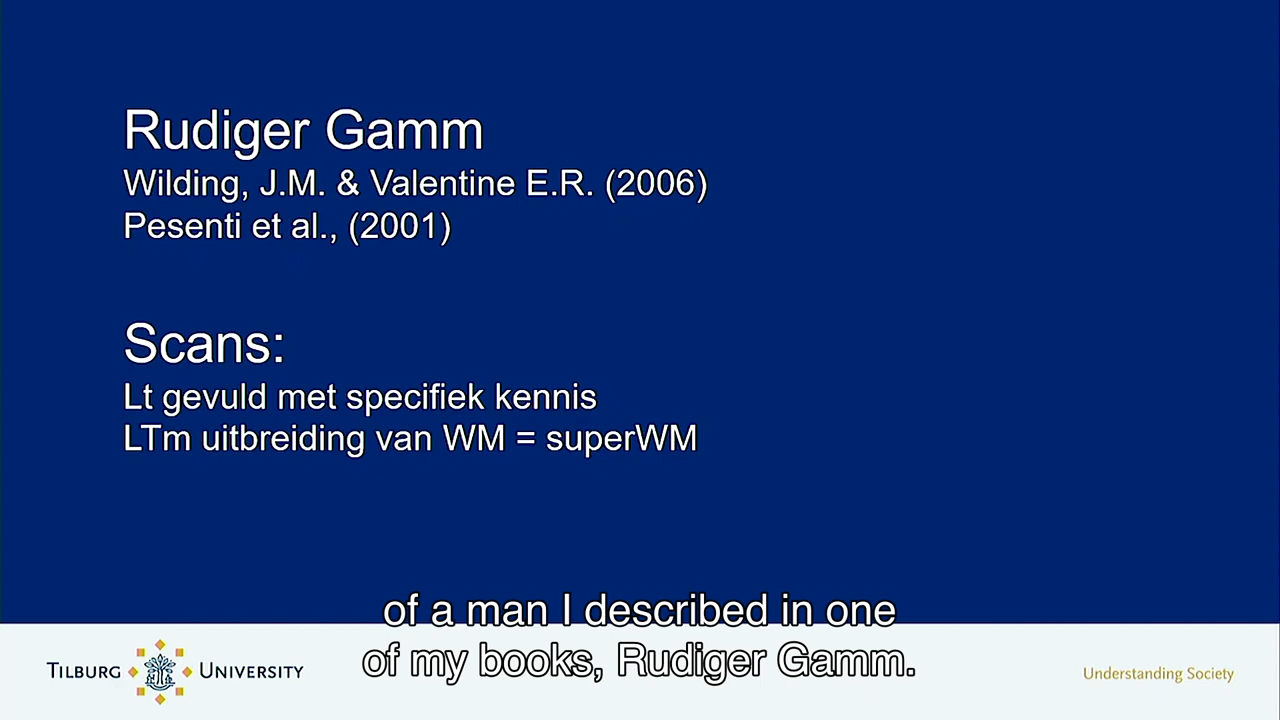 Rudiger Gamm
Wilding, J.M. & Valentine E.R. (2006)
Pesenti et al., (2001)
Scans:
Lt gevuld met specifiek kennis
LTm uitbreiding van WM = superWM
of a man I described in one
of my books, Rudiger Gamm.
TILBURG UNIVERSITY
Understanding Society